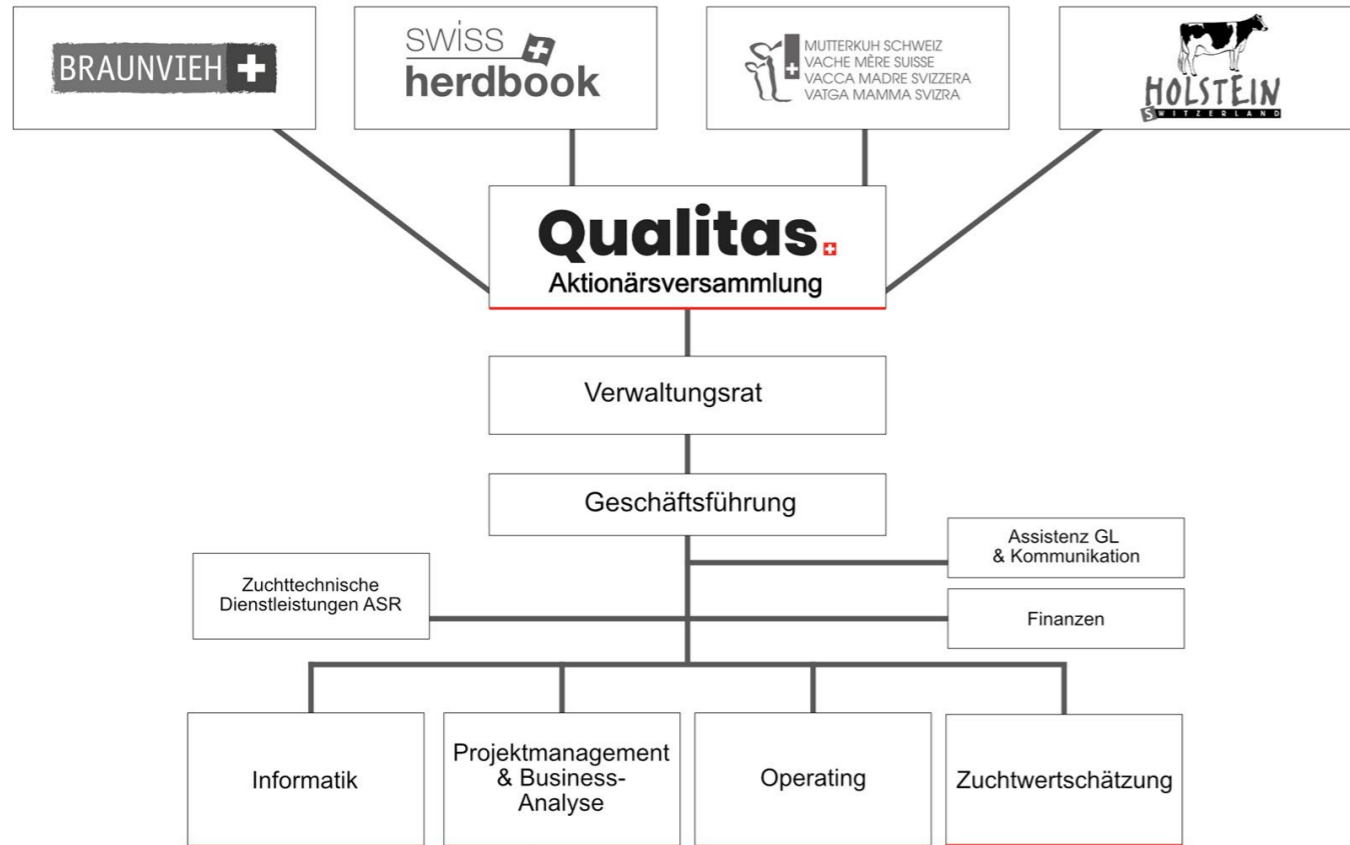 BRAUNVIEH
swiss
herdbook
MUTTERKUH SCHWEIZ
VACHE MÈRE SUISSE
VACCA MADRE SVIZZERA
VATGA MAMMA SVIZRA
HOLSTEIN
SWITZERLAND
Qualitas.
Aktionärsversammlung
Verwaltungsrat
Geschäftsführung
Assistenz GL
& Kommunikation
Zuchttechnische
Dienstleistungen ASR
Finanzen
Informatik
Projektmanagement
& Business-
Analyse
Operating
Zuchtwertschätzung